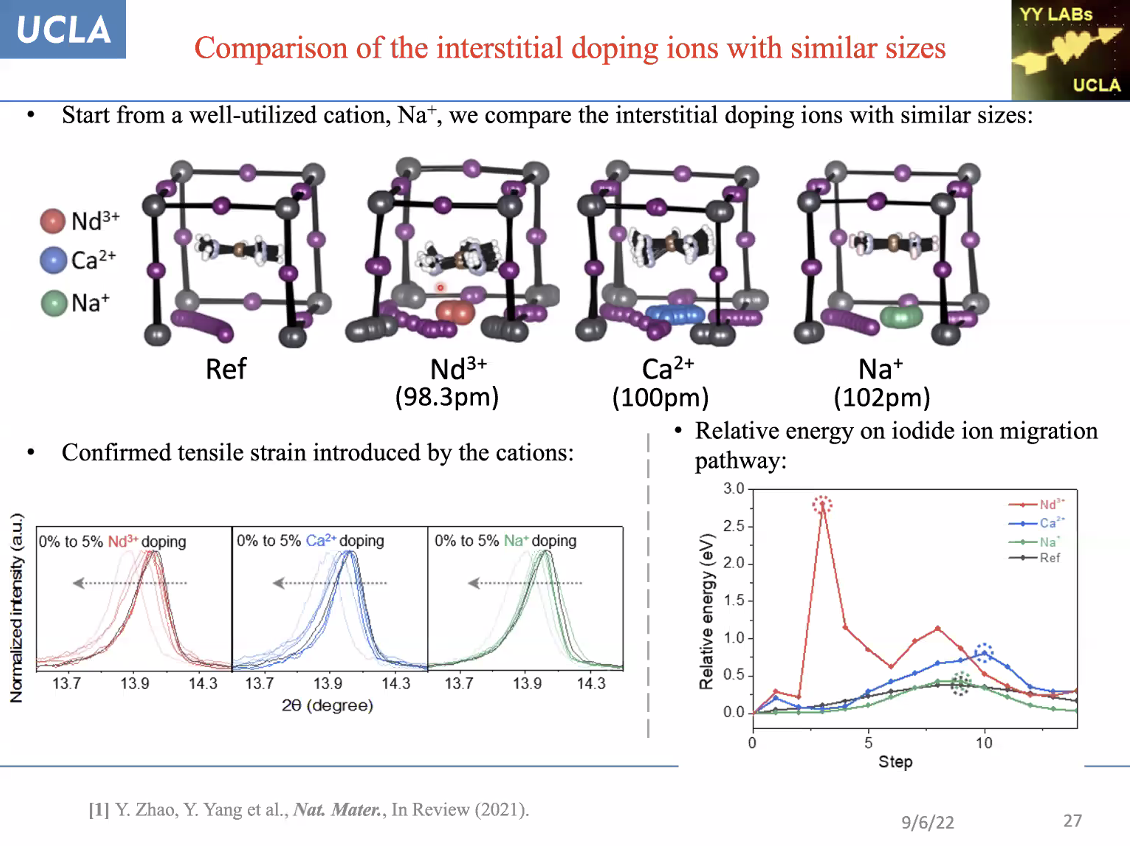 UCLA
Comparison of the interstitial doping ions with similar sizes
YY LABs
UCLA
• Start from a well-utilized cation, Na⁺, we compare the interstitial doping ions with similar sizes:
Nd³⁺
Ca²⁺
Na⁺
Ref
Nd³⁺
(98.3pm)
Ca²⁺
(100pm)
Na⁺
(102pm)
• Confirmed tensile strain introduced by the cations:
Normalized intensity (a.u.)
0% to 5% Nd³⁺ doping
0% to 5% Ca²⁺ doping
0% to 5% Na⁺ doping
13.7 13.9 14.3 13.7 13.9 14.3 13.7 13.9 14.3
2θ (degree)
• Relative energy on iodide ion migration
pathway:
Relative energy (eV)
3.0
2.5
2.0
1.5
1.0
0.5
0.0
Nd³⁺
Ca²⁺
Na⁺
Ref
0 5 10
Step
[1] Y. Zhao, Y. Yang et al., Nat. Mater., In Review (2021).
9/6/22
27